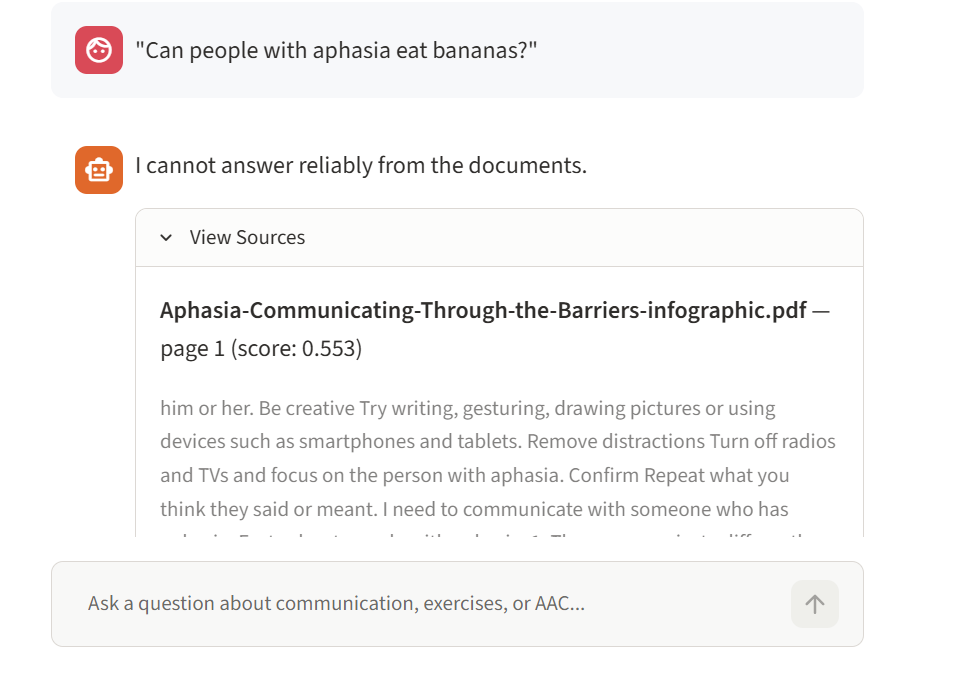 "Can people with aphasia eat bananas?"
I cannot answer reliably from the documents.
View Sources
Aphasia-Communicating-Through-the-Barriers-infographic.pdf —
page 1 (score: 0.553)
him or her. Be creative Try writing, gesturing, drawing pictures or using
devices such as smartphones and tablets. Remove distractions Turn off radios
and TVs and focus on the person with aphasia. Confirm Repeat what you
think they said or meant. I need to communicate with someone who has
Ask a question about communication, exercises, or AAC...